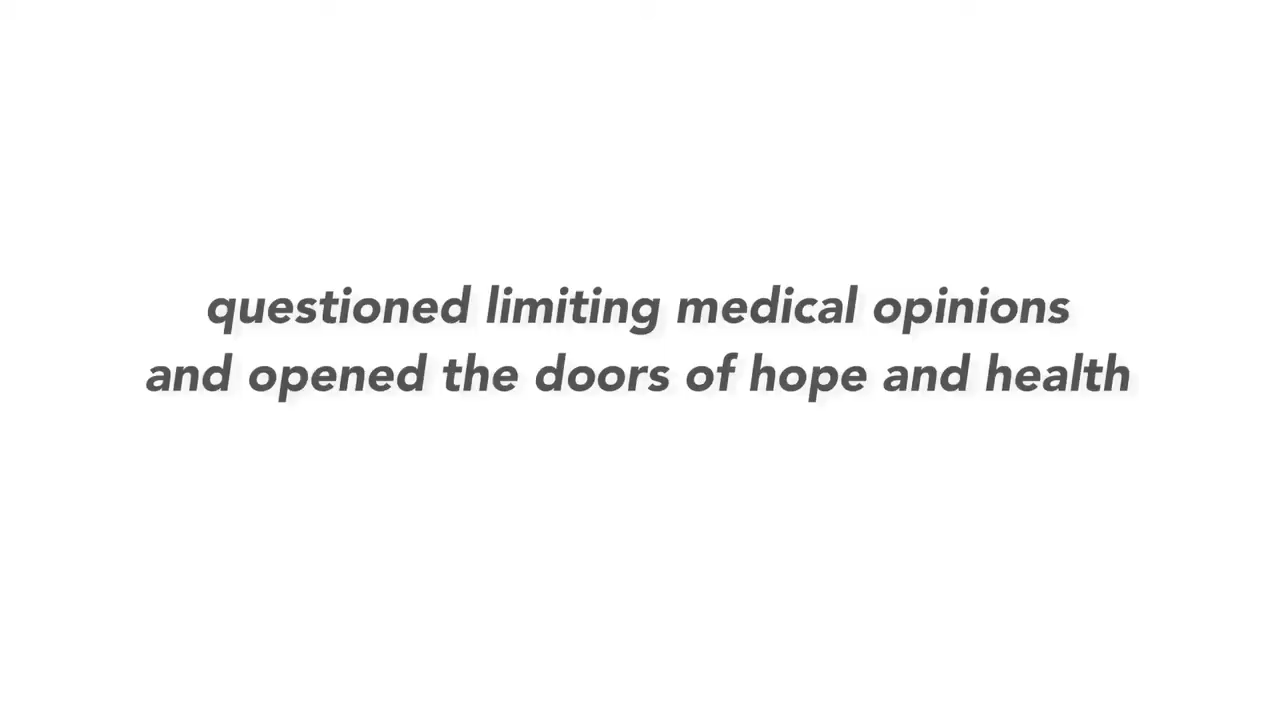 questioned limiting medical opinions
and opened the doors of hope and health